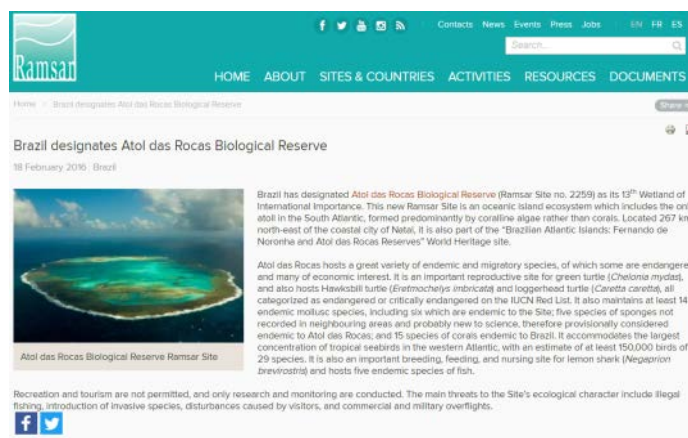 Contacts News Events Press Jobs EN FR ES
Search...
Ramsar
HOME ABOUT SITES & COUNTRIES ACTIVITIES RESOURCES DOCUMENTS
Home > Brazil designates Atol das Rocas Biological Reserve
Share
Brazil designates Atol das Rocas Biological Reserve
18 February 2016 Brazil
Brazil has designated Atol das Rocas Biological Reserve (Ramsar Site no. 2259) as its 13th Wetland of
International Importance. This new Ramsar Site is an oceanic island ecosystem which includes the onl
atoll in the South Atlantic, formed predominantly by coralline algae rather than corals. Located 267 km
north-east of the coastal city of Natal, it is also part of the "Brazilian Atlantic Islands: Fernando de
Noronha and Atol das Rocas Reserves" World Heritage site.
Atol das Rocas hosts a great variety of endemic and migratory species, of which some are endangere
and many of economic interest. It is an important reproductive site for green turtle (Chelonia mydas),
and also hosts Hawksbill turtle (Eretmochelys imbricata) and loggerhead turtle (Caretta caretta), all
categorized as endangered or critically endangered on the IUCN Red List. It also maintains at least 14
endemic mollusc species, including six which are endemic to the Site; five species of sponges not
recorded in neighbouring areas and probably new to science, therefore provisionally considered
endemic to Atol das Rocas; and 15 species of corals endemic to Brazil. It accommodates the largest
concentration of tropical seabirds in the western Atlantic, with an estimate of at least 150,000 birds of
29 species. It is also an important breeding, feeding, and nursing site for lemon shark (Negaprion
brevirostris) and hosts five endemic species of fish.
Atol das Rocas Biological Reserve Ramsar Site
Recreation and tourism are not permitted, and only research and monitoring are conducted. The main threats to the Site's ecological character include illegal
fishing, introduction of invasive species, disturbances caused by visitors, and commercial and military overflights.